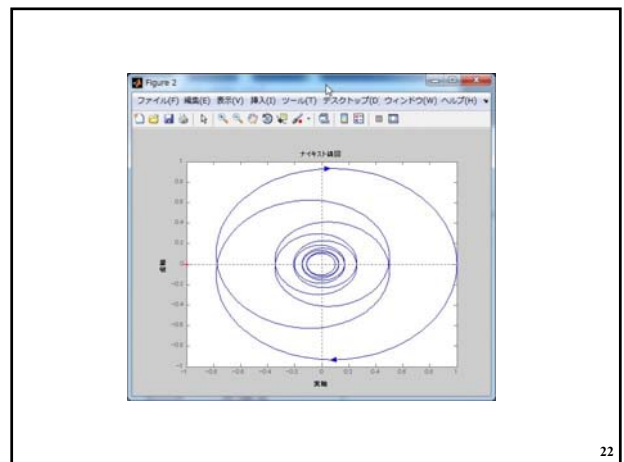 Figure 2
ファイル(F) 編集(E) 表示(V) 挿入(I) ツール(T) デスクトップ(D) ウィンドウ(W) ヘルプ(H)
ナイキスト線図
1
0.8
0.6
0.4
0.2
0
-0.2
-0.4
-0.6
-0.8
-1
虚軸
-1 -0.8 -0.6 -0.4 -0.2 0 0.2 0.4 0.6 0.8 1
実軸
22